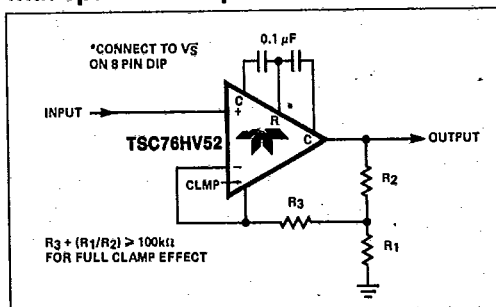 *CONNECT TO VS̄
ON 8 PIN DIP
0.1 µF
C
R
C
*
INPUT
+
TSC76HV52
OUTPUT
−
CLMP
R2
R3
R1
R3 + (R1/R2) ⩾ 100kΩ
FOR FULL CLAMP EFFECT